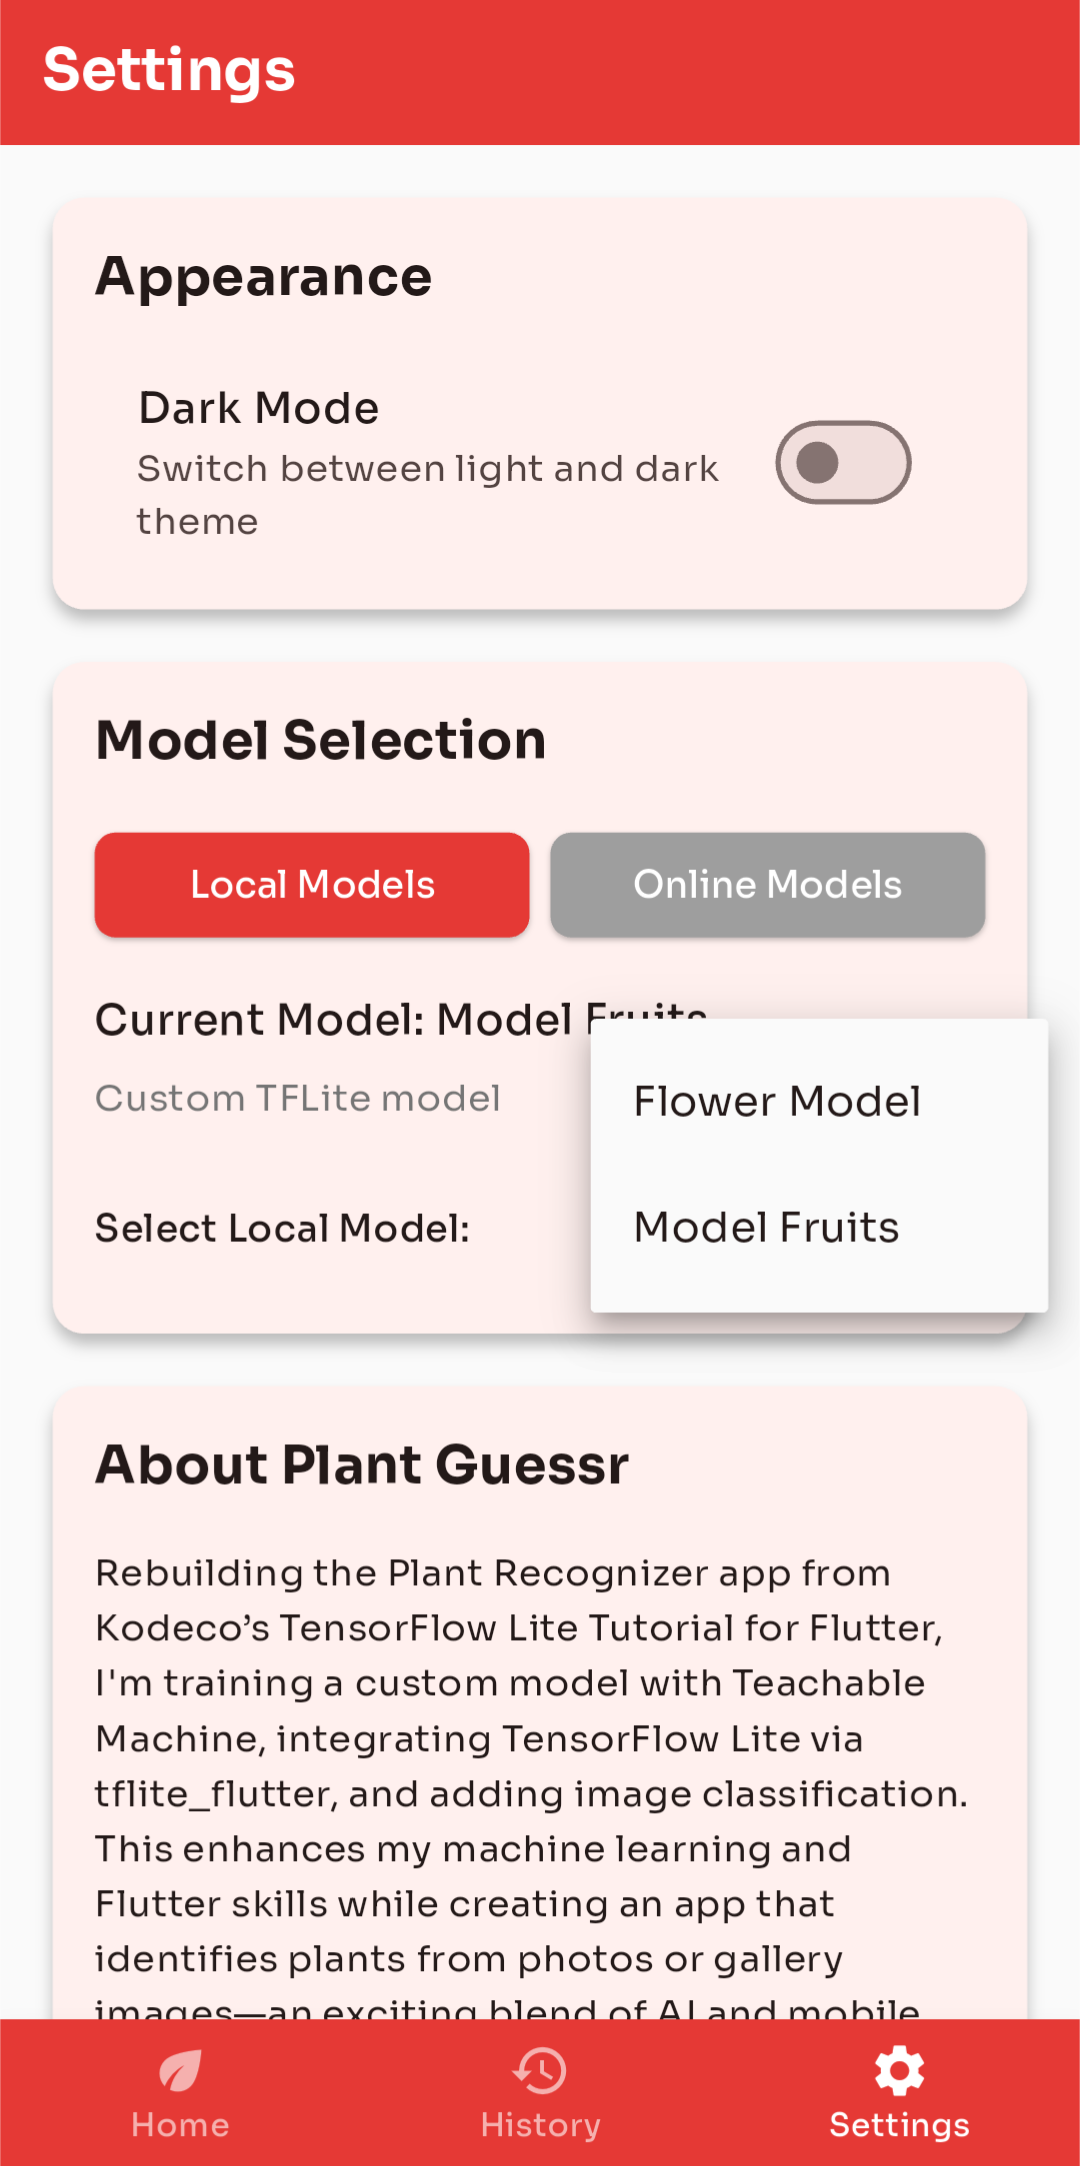 Settings
Appearance
Dark Mode
Switch between light and dark
theme
Model Selection
Local Models
Online Models
Current Model: Model Fruits
Custom TFLite model
Flower Model
Select Local Model:
Model Fruits
About Plant Guessr
Rebuilding the Plant Recognizer app from
Kodeco’s TensorFlow Lite Tutorial for Flutter,
I'm training a custom model with Teachable
Machine, integrating TensorFlow Lite via
tflite_flutter, and adding image classification.
This enhances my machine learning and
Flutter skills while creating an app that
identifies plants from photos or gallery
images—an exciting blend of AI and mobile
Home
History
Settings